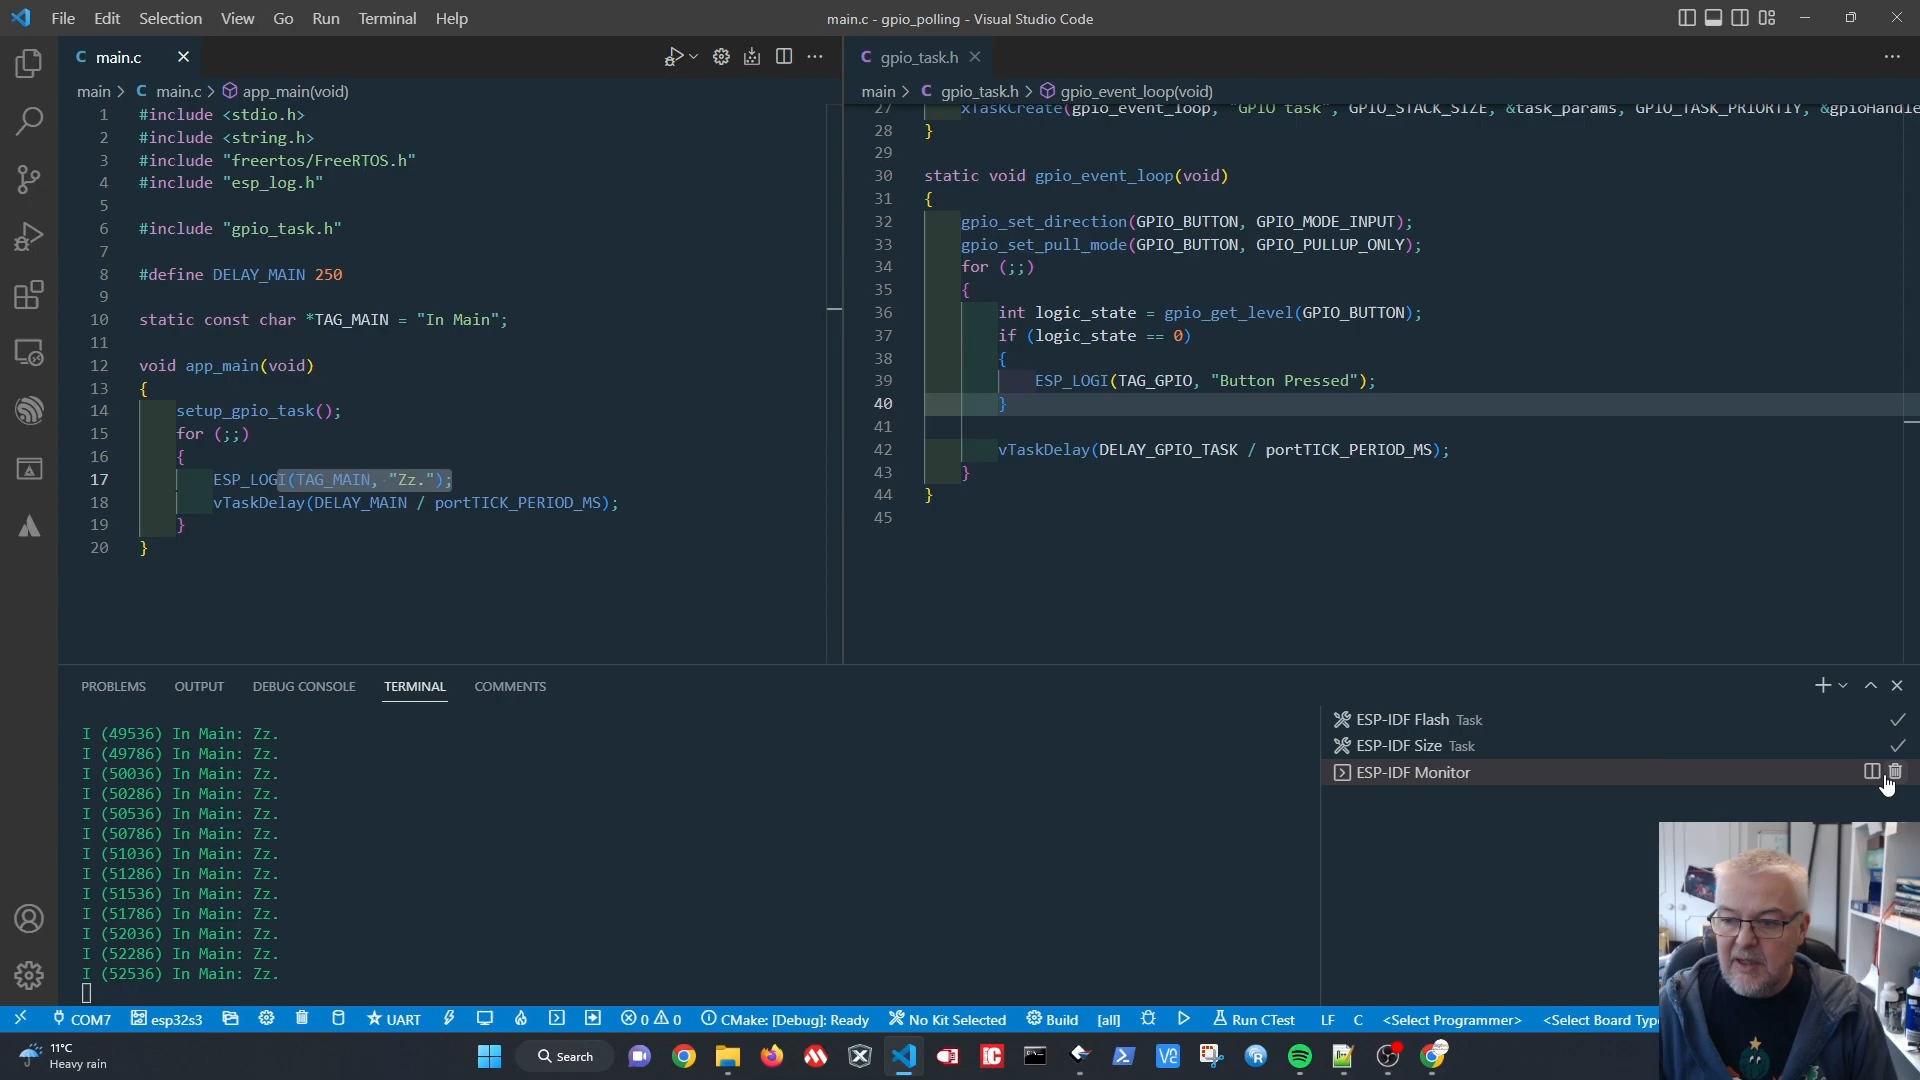 File Edit Selection View Go Run Terminal Help
main.c - gpio_polling - Visual Studio Code
C main.c
main > C main.c > app_main(void)
1 #include <stdio.h>
2 #include <string.h>
3 #include "freertos/FreeRTOS.h"
4 #include "esp_log.h"
5
6 #include "gpio_task.h"
7
8 #define DELAY_MAIN 250
9
10 static const char *TAG_MAIN = "In Main";
11
12 void app_main(void)
13 {
14 setup_gpio_task();
15 for (;;)
16 {
17 ESP_LOGI(TAG_MAIN, "Zz.");
18 vTaskDelay(DELAY_MAIN / portTICK_PERIOD_MS);
19 }
20 }
C gpio_task.h
main > C gpio_task.h > gpio_event_loop(void)
27 xTaskCreate(gpio_event_loop, "GPIO task", GPIO_STACK_SIZE, &task_params, GPIO_TASK_PRIORTIY, &gpioHandle
28 }
29
30 static void gpio_event_loop(void)
31 {
32 gpio_set_direction(GPIO_BUTTON, GPIO_MODE_INPUT);
33 gpio_set_pull_mode(GPIO_BUTTON, GPIO_PULLUP_ONLY);
34 for (;;)
35 {
36 int logic_state = gpio_get_level(GPIO_BUTTON);
37 if (logic_state == 0)
38 {
39 ESP_LOGI(TAG_GPIO, "Button Pressed");
40 }
41
42 vTaskDelay(DELAY_GPIO_TASK / portTICK_PERIOD_MS);
43 }
44 }
45
PROBLEMS OUTPUT DEBUG CONSOLE TERMINAL COMMENTS
I (49536) In Main: Zz.
I (49786) In Main: Zz.
I (50036) In Main: Zz.
I (50286) In Main: Zz.
I (50536) In Main: Zz.
I (50786) In Main: Zz.
I (51036) In Main: Zz.
I (51286) In Main: Zz.
I (51536) In Main: Zz.
I (51786) In Main: Zz.
I (52036) In Main: Zz.
I (52286) In Main: Zz.
I (52536) In Main: Zz.
ESP-IDF Flash Task
ESP-IDF Size Task
ESP-IDF Monitor
COM7 esp32s3 UART 0 0 CMake: [Debug]: Ready No Kit Selected Build [all] Run CTest LF C <Select Programmer> <Select Board Typ
11°C
Heavy rain
Search